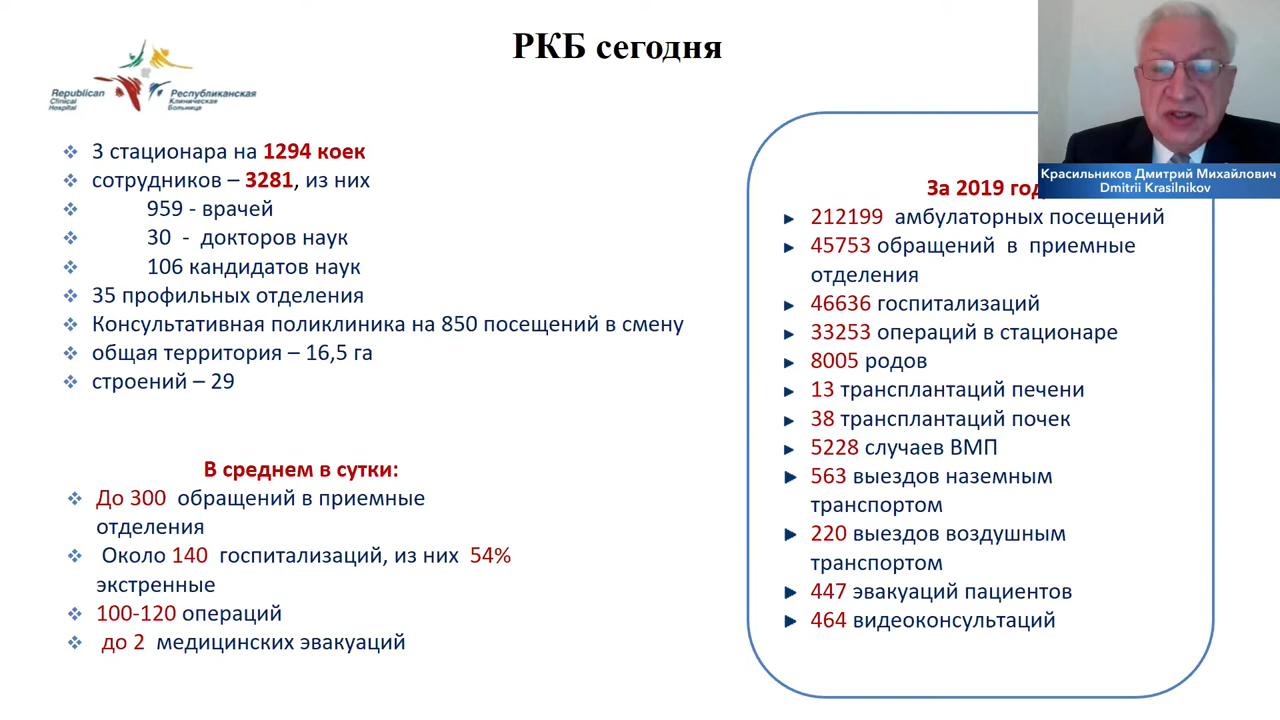 РКБ сегодня
Republican
Clinical
Hospital
Республиканская
Клиническая
Больница
3 стационара на 1294 коек
сотрудников – 3281, из них
959 - врачей
30 - докторов наук
106 кандидатов наук
35 профильных отделения
Консультативная поликлиника на 850 посещений в смену
общая территория – 16,5 га
строений – 29
В среднем в сутки:
До 300 обращений в приемные
отделения
Около 140 госпитализаций, из них 54%
экстренные
100-120 операций
до 2 медицинских эвакуаций
Красильников Дмитрий Михайлович
Dmitrii Krasilnikov
За 2019 год
212199 амбулаторных посещений
45753 обращений в приемные
отделения
46636 госпитализаций
33253 операций в стационаре
8005 родов
13 трансплантаций печени
38 трансплантаций почек
5228 случаев ВМП
563 выездов наземным
транспортом
220 выездов воздушным
транспортом
447 эвакуаций пациентов
464 видеоконсультаций